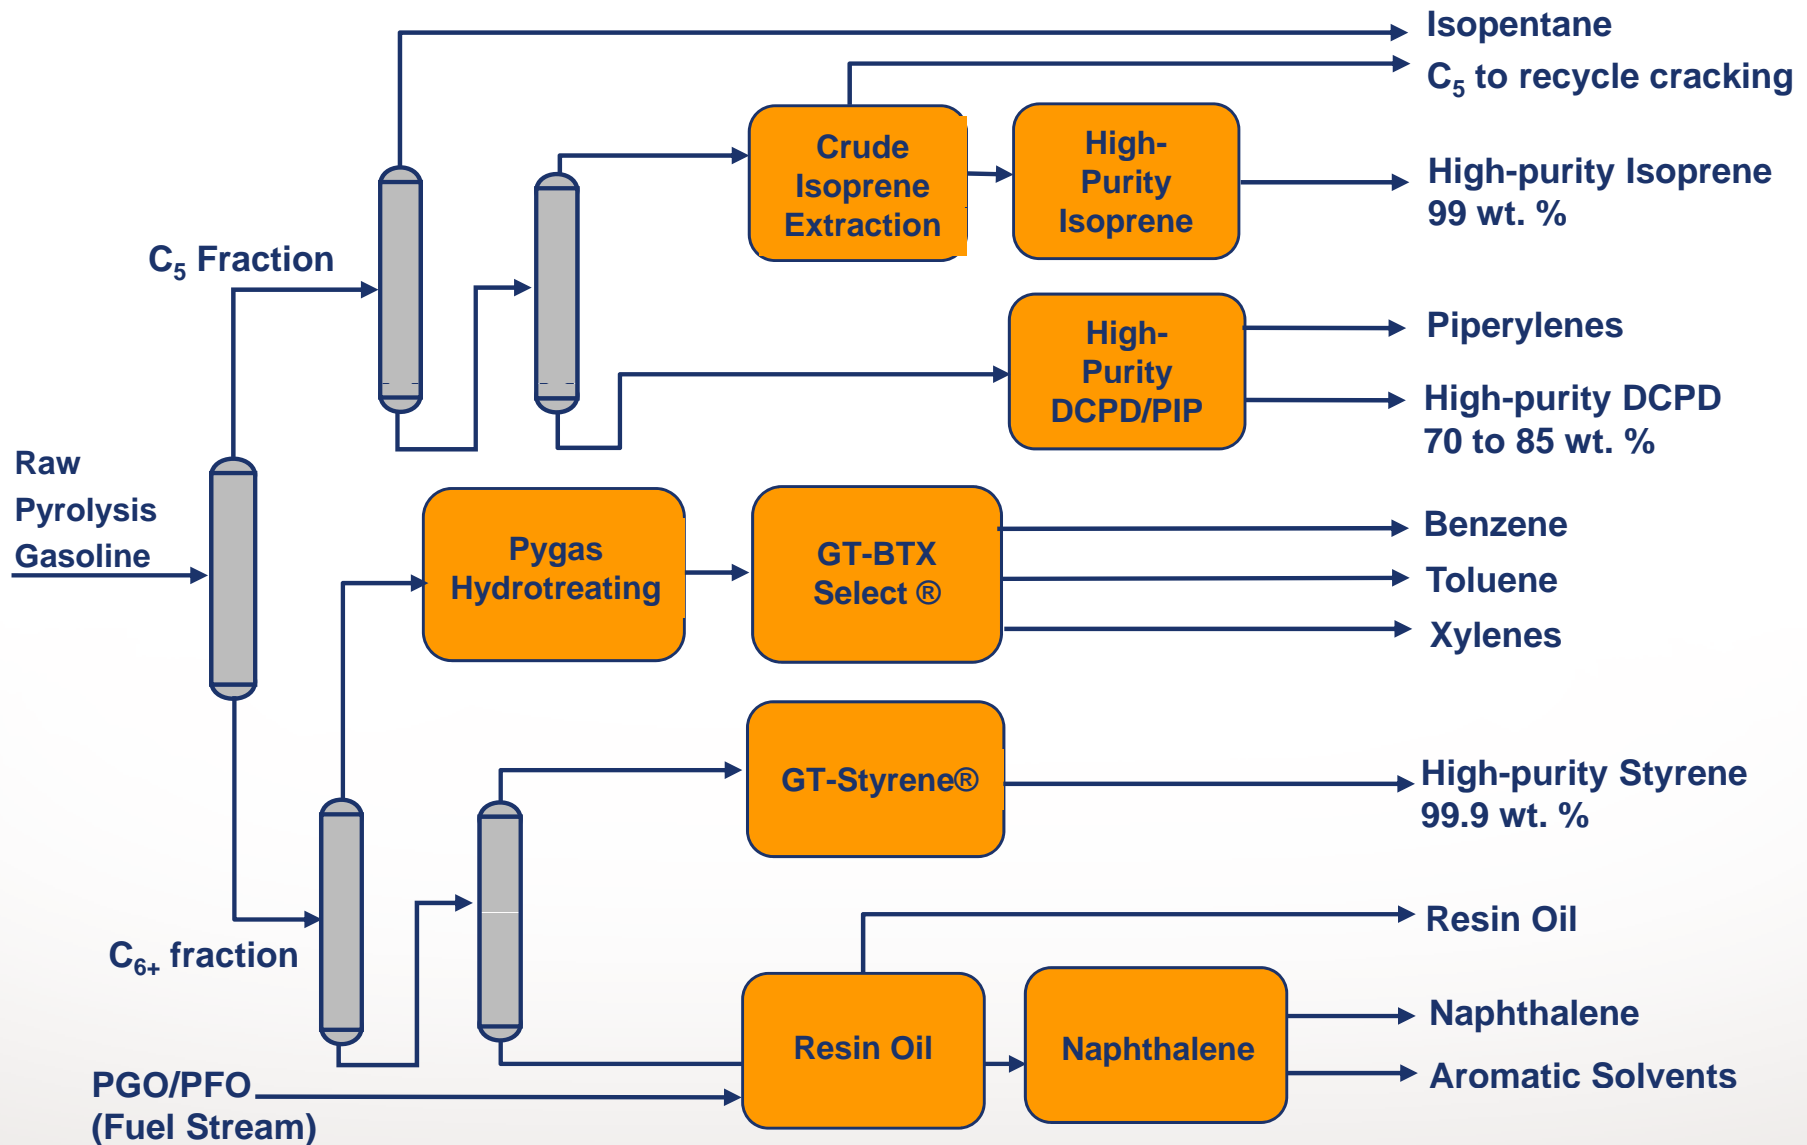 Isopentane
C5 to recycle cracking
Crude
Isoprene
Extraction
High-
Purity
Isoprene
High-purity Isoprene
99 wt. %
C5 Fraction
High-
Purity
DCPD/PIP
Piperylenes
High-purity DCPD
70 to 85 wt. %
Raw
Pyrolysis
Gasoline
Pygas
Hydrotreating
GT-BTX
Select ®
Benzene
Toluene
Xylenes
GT-Styrene®
High-purity Styrene
99.9 wt. %
C6+ fraction
Resin Oil
Resin Oil
Naphthalene
Naphthalene
Aromatic Solvents
PGO/PFO
(Fuel Stream)